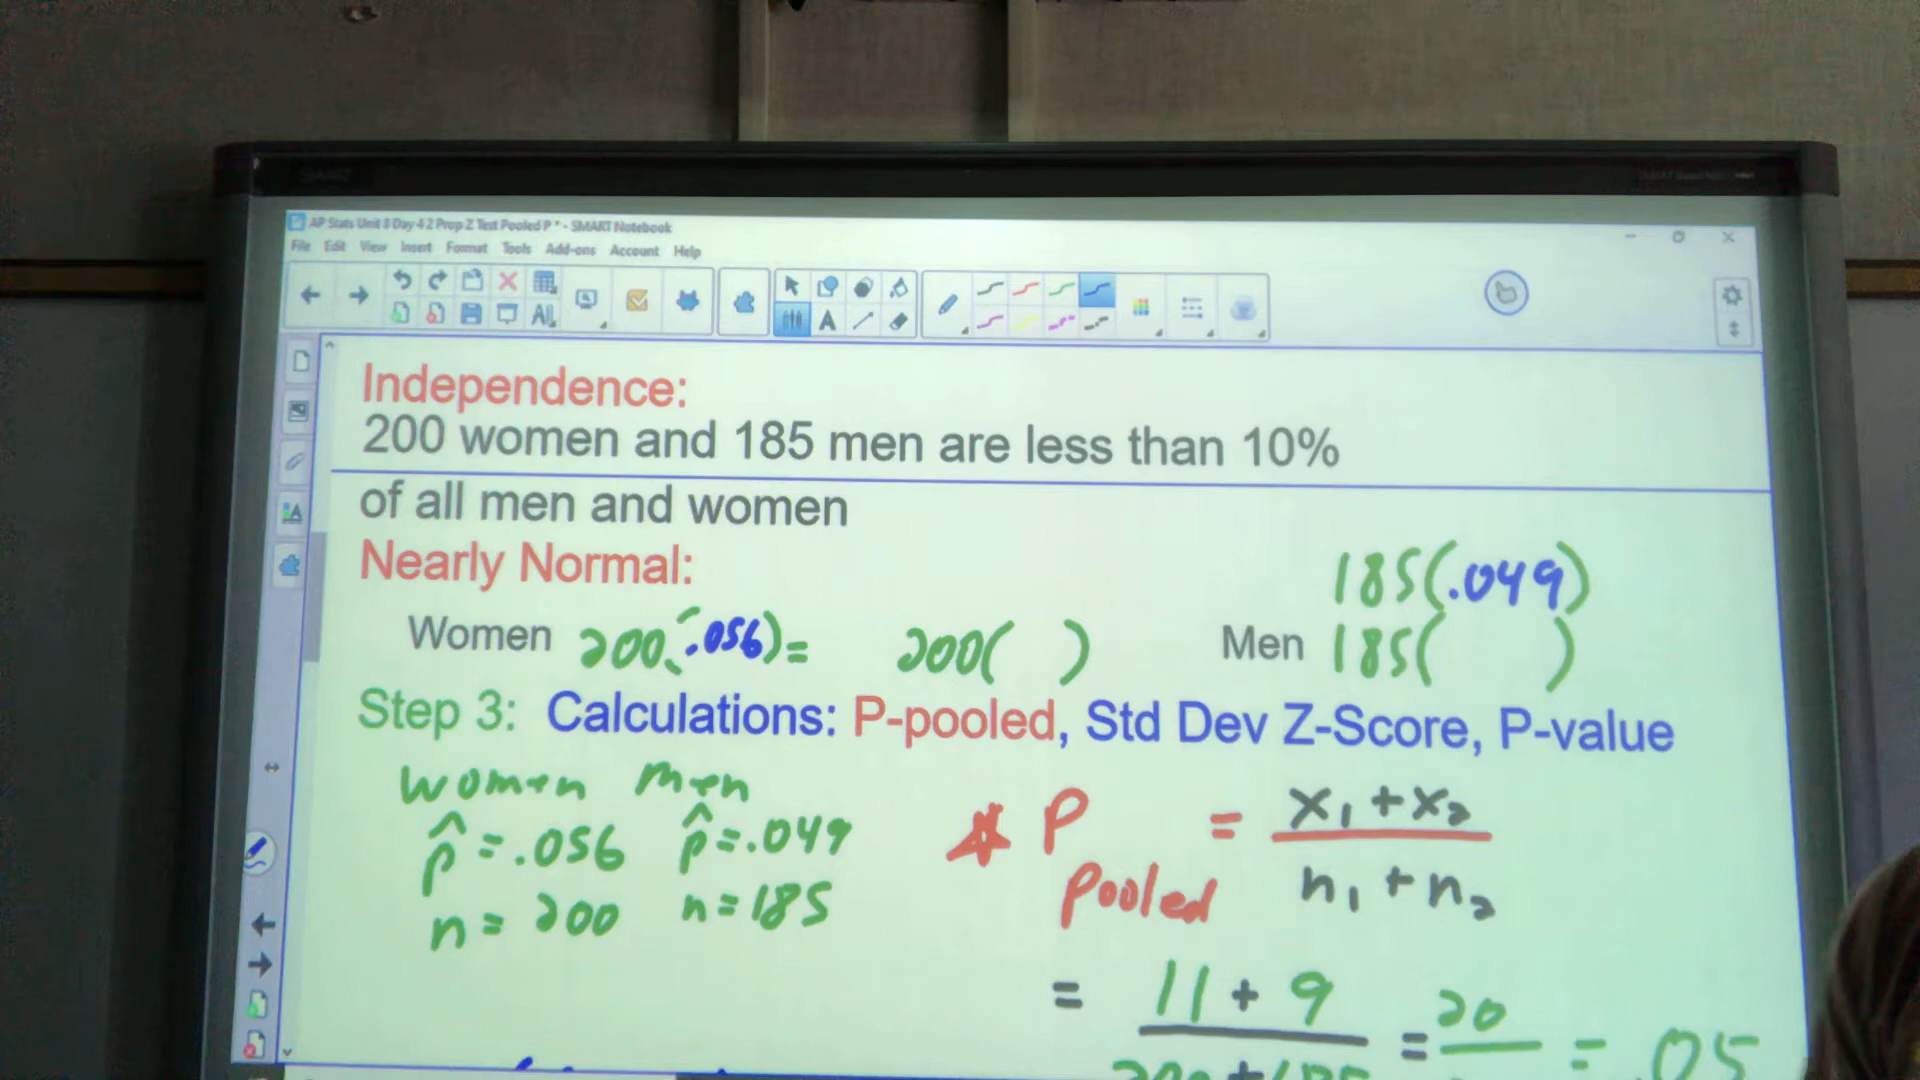 AP Stats Unit 8 Day 4 2 Prop Z Test Pooled P * - SMART Notebook
File Edit View Insert Format Tools Add-ons Account Help
Independence:
200 women and 185 men are less than 10%
of all men and women
Nearly Normal:
185(.049)
Women 200(.056)= 200( ) Men 185( )
Step 3: Calculations: P-pooled, Std Dev Z-Score, P-value
women men
p̂ = .056 p̂ = .049
n = 200 n = 185
P pooled = x₁ + x₂ / n₁ + n₂
= 11 + 9 / 200 + 185 = 20 = .05